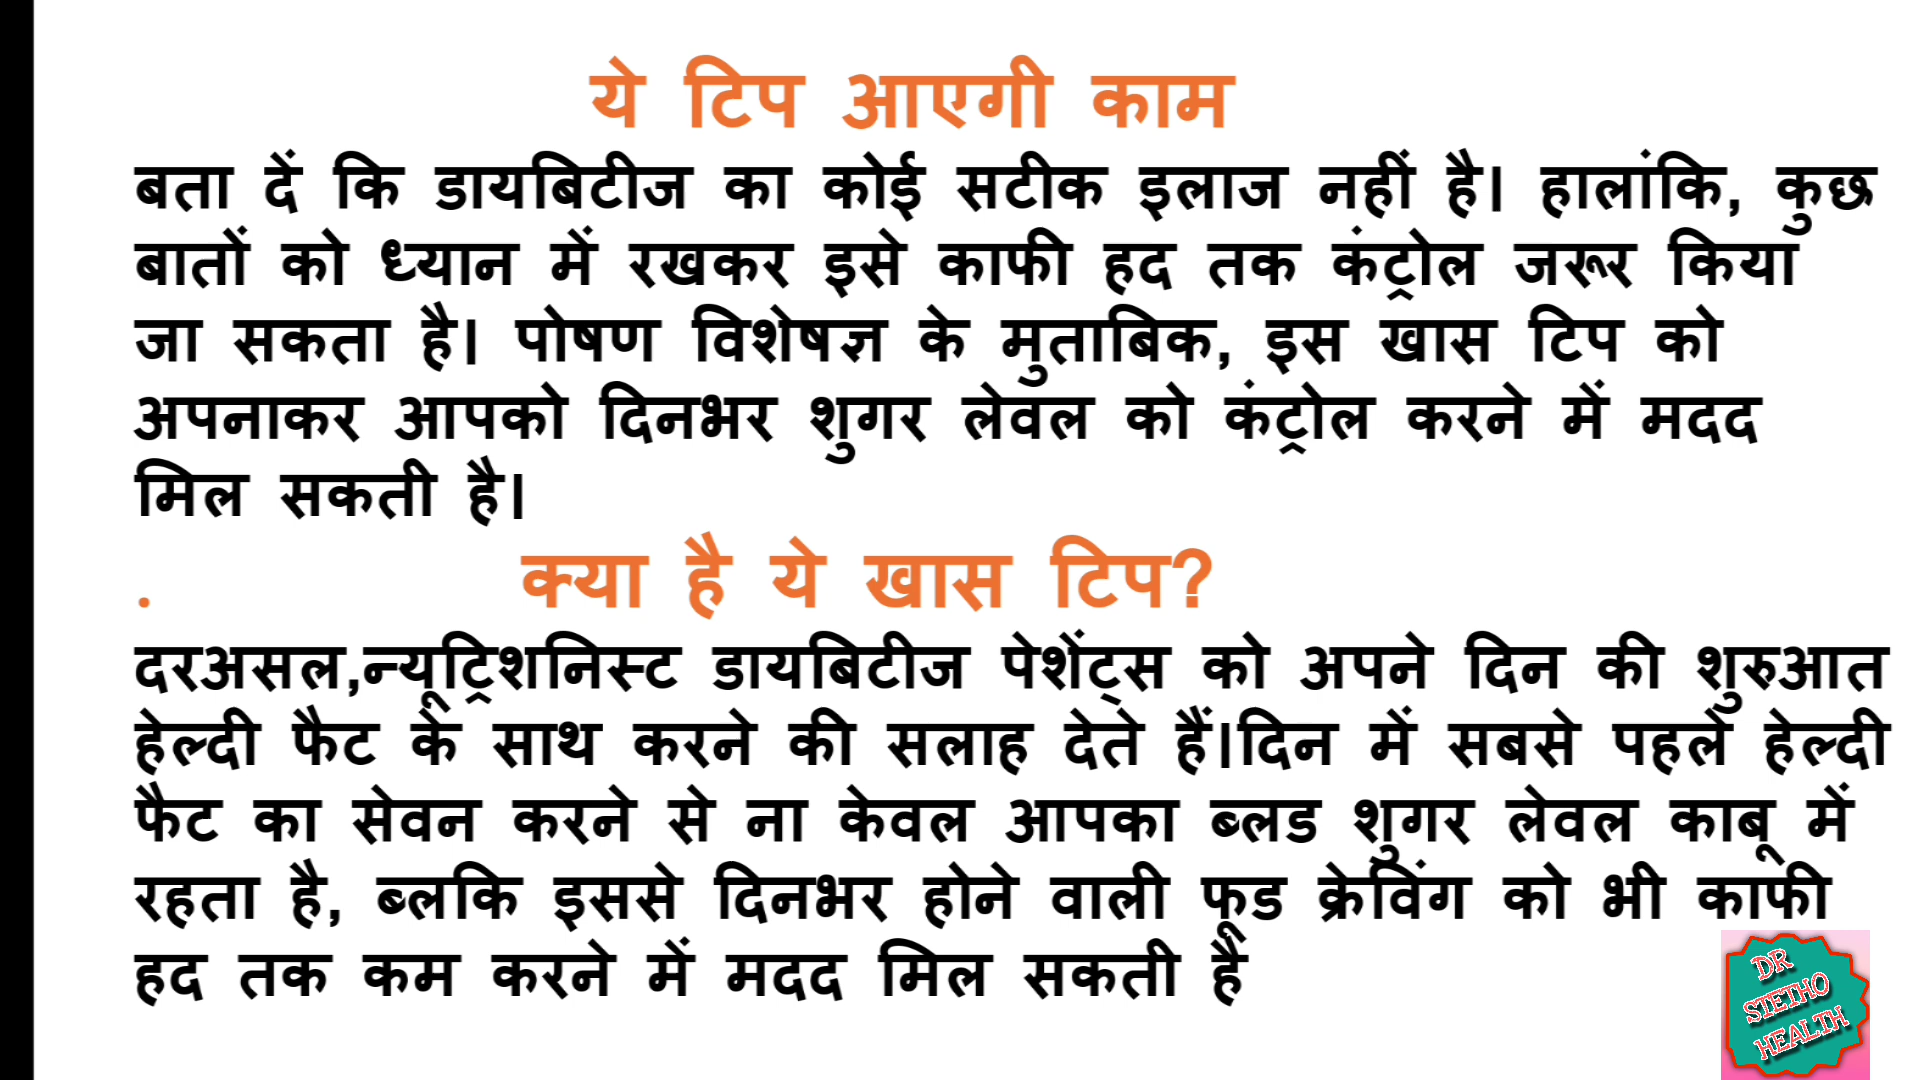 ये टिप आएगी काम
बता दें कि डायबिटीज का कोई सटीक इलाज नहीं है। हालांकि, कुछ
बातों को ध्यान में रखकर इसे काफी हद तक कंट्रोल जरूर किया
जा सकता है। पोषण विशेषज्ञ के मुताबिक, इस खास टिप को
अपनाकर आपको दिनभर शुगर लेवल को कंट्रोल करने में मदद
मिल सकती है।
. क्या है ये खास टिप?
दरअसल,न्यूट्रिशनिस्ट डायबिटीज पेशेंट्स को अपने दिन की शुरुआत
हेल्दी फैट के साथ करने की सलाह देते हैं।दिन में सबसे पहले हेल्दी
फैट का सेवन करने से ना केवल आपका ब्लड शुगर लेवल काबू में
रहता है, ब्लकि इससे दिनभर होने वाली फूड क्रेविंग को भी काफी
हद तक कम करने में मदद मिल सकती है
DR
STETHO
HEALTH